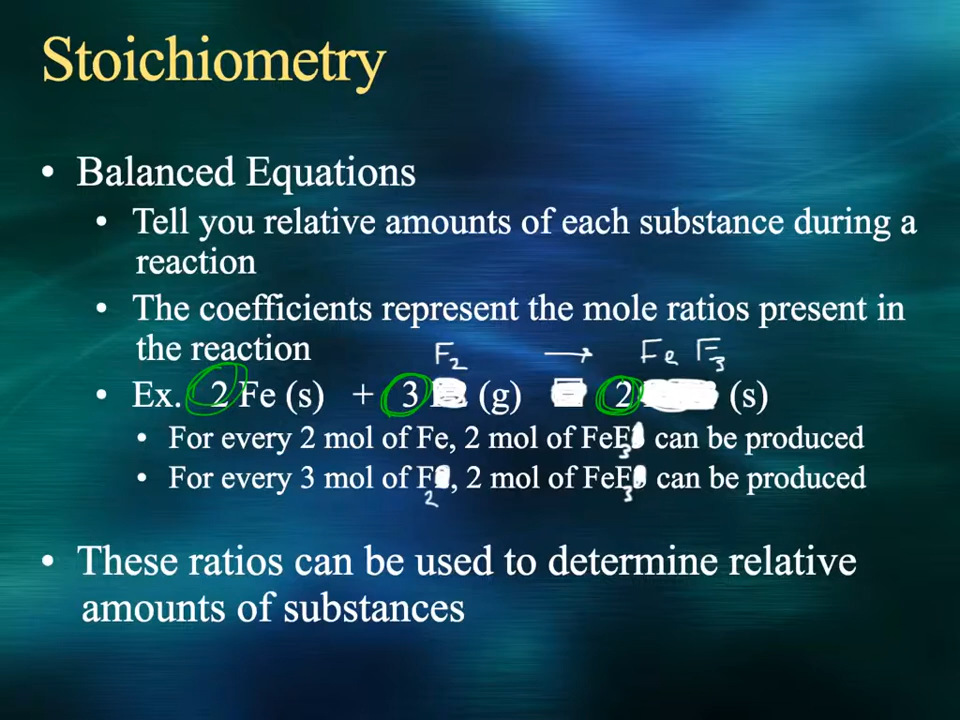 Stoichiometry
• Balanced Equations
• Tell you relative amounts of each substance during a
reaction
• The coefficients represent the mole ratios present in
the reaction
F₂ → Fe F₃
• Ex. 2 Fe (s) + 3 (g) 2 (s)
• For every 2 mol of Fe, 2 mol of FeF₃ can be produced
• For every 3 mol of F₂, 2 mol of FeF₃ can be produced
• These ratios can be used to determine relative
amounts of substances